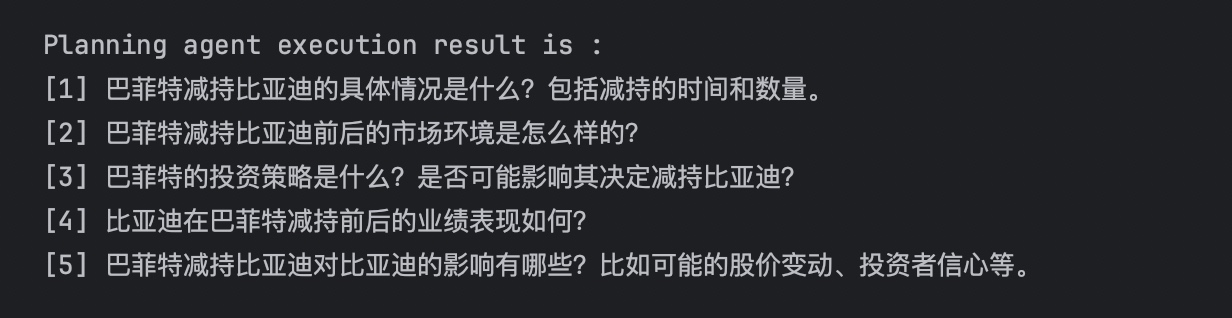 Planning agent execution result is :
[1] 巴菲特减持比亚迪的具体情况是什么？包括减持的时间和数量。
[2] 巴菲特减持比亚迪前后的市场环境是怎么样的？
[3] 巴菲特的投资策略是什么？是否可能影响其决定减持比亚迪？
[4] 比亚迪在巴菲特减持前后的业绩表现如何？
[5] 巴菲特减持比亚迪对比亚迪的影响有哪些？比如可能的股价变动、投资者信心等。